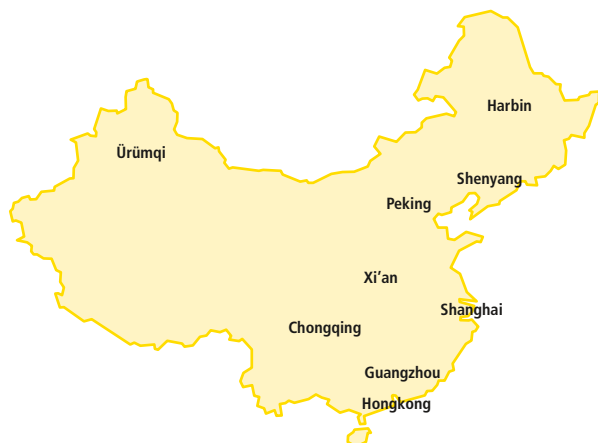 Harbin
Ürümqi
Shenyang
Peking
Xi’an
Shanghai
Chongqing
Guangzhou
Hongkong